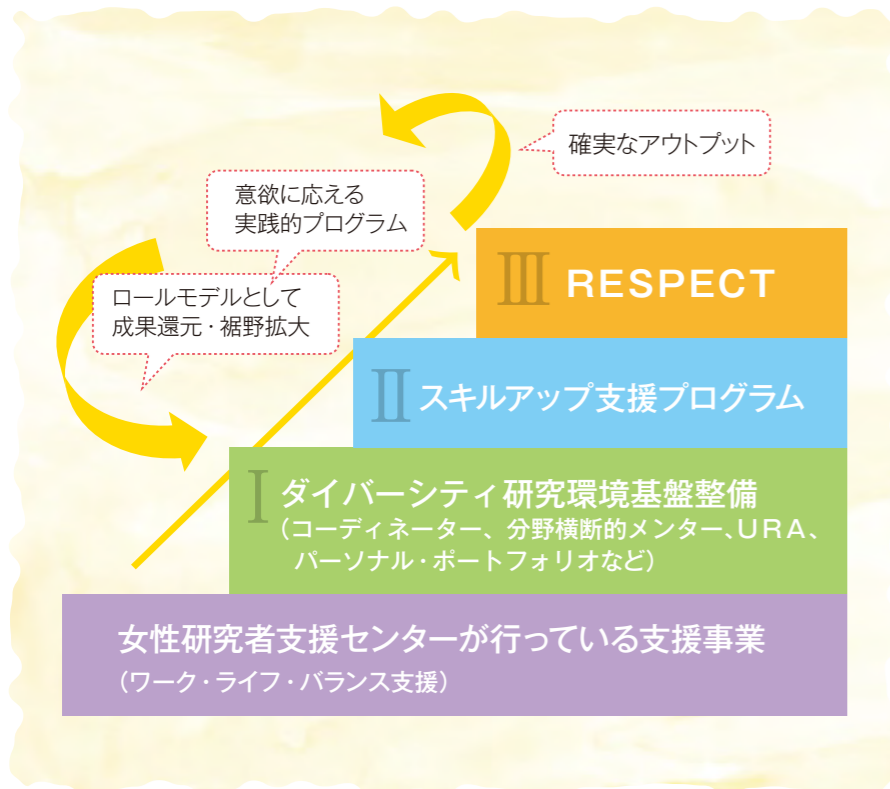 確実なアウトプット
意欲に応える
実践的プログラム
ロールモデルとして
成果還元・裾野拡大
Ⅲ RESPECT
Ⅱ スキルアップ支援プログラム
Ⅰ ダイバーシティ研究環境基盤整備
(コーディネーター、分野横断的メンター、URA、
パーソナル・ポートフォリオなど)
女性研究者支援センターが行っている支援事業
(ワーク・ライフ・バランス支援)